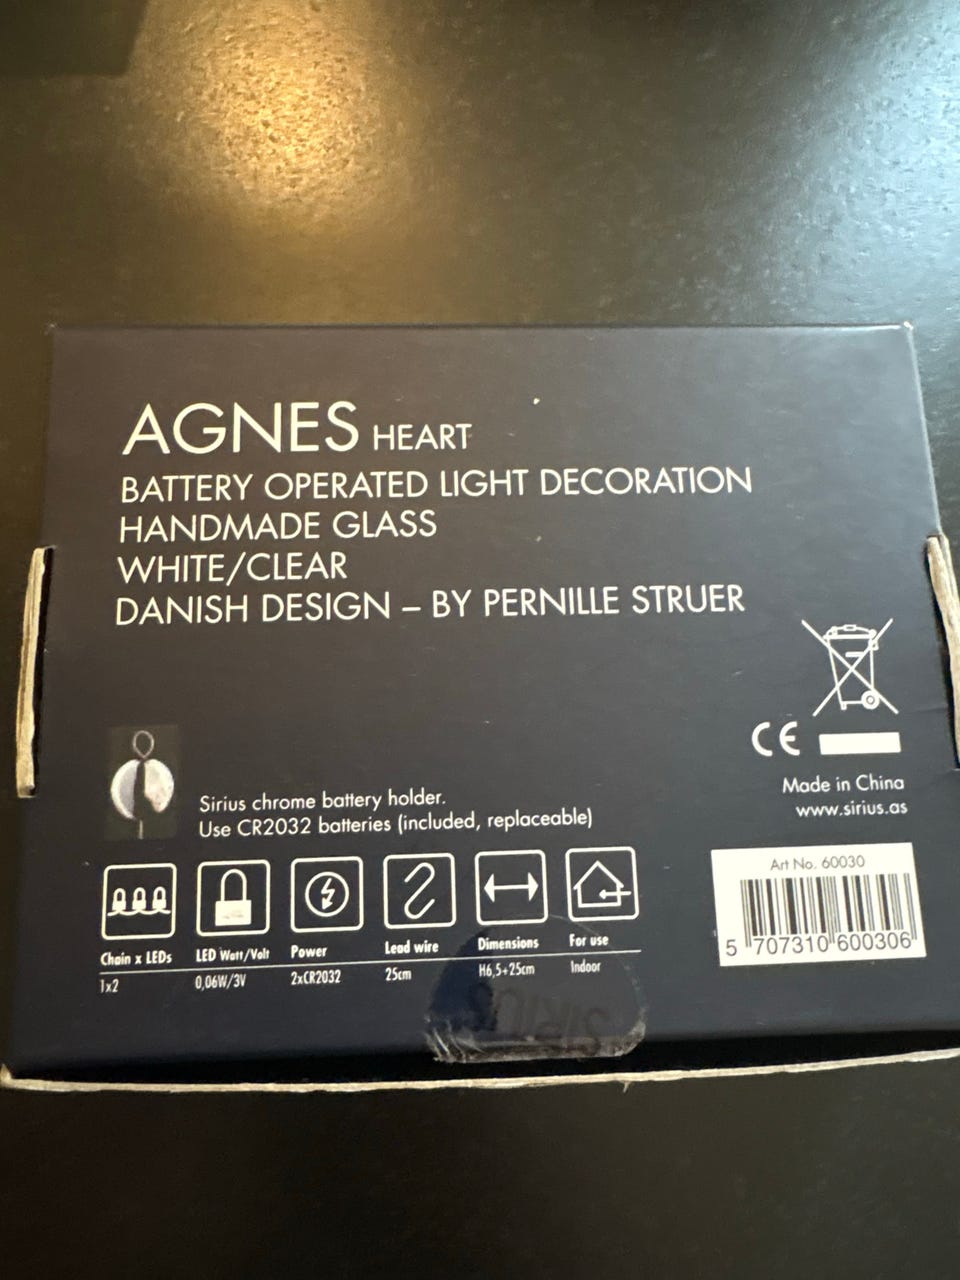 AGNES HEART
BATTERY OPERATED LIGHT DECORATION
HANDMADE GLASS
WHITE/CLEAR
DANISH DESIGN – BY PERNILLE STRUER
CE
Made in China
www.sirius.as
Sirius chrome battery holder.
Use CR2032 batteries (included, replaceable)
Art No. 60030
5 707310 600306
Chain x LEDs LED Watt/Volt Power Lead wire Dimensions For use
1x2 0,06W/3V 2xCR2032 25cm H6,5+25cm Indoor
SIRIUS